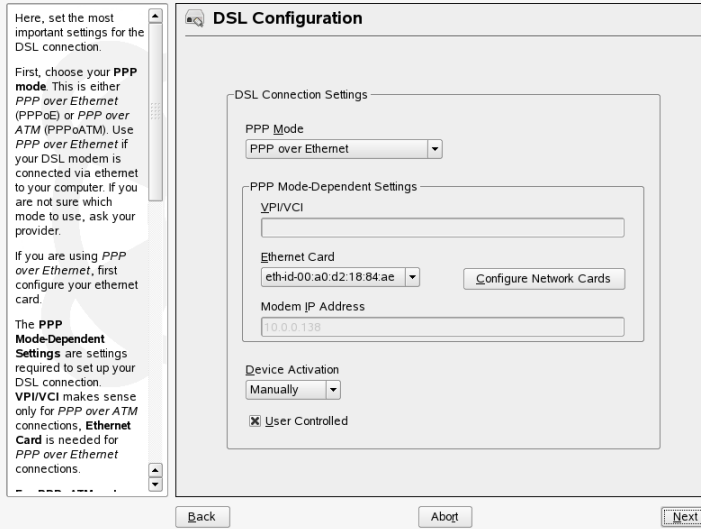 Here, set the most
important settings for the
DSL connection.
First, choose your PPP
mode. This is either
PPP over Ethernet
(PPPoE) or PPP over
ATM (PPPoATM). Use
PPP over Ethernet if
your DSL modem is
connected via ethernet
to your computer. If you
are not sure which
mode to use, ask your
provider.
If you are using PPP
over Ethernet, first
configure your ethernet
card.
The PPP
Mode-Dependent
Settings are settings
required to set up your
DSL connection.
VPI/VCI makes sense
only for PPP over ATM
connections, Ethernet
Card is needed for
PPP over Ethernet
connections.
DSL Configuration
DSL Connection Settings
PPP Mode
PPP over Ethernet
PPP Mode-Dependent Settings
VPI/VCI
Ethernet Card
eth-id-00:a0:d2:18:84:ae
Configure Network Cards
Modem IP Address
10.0.0.138
Device Activation
Manually
User Controlled
Back
Abort
Next